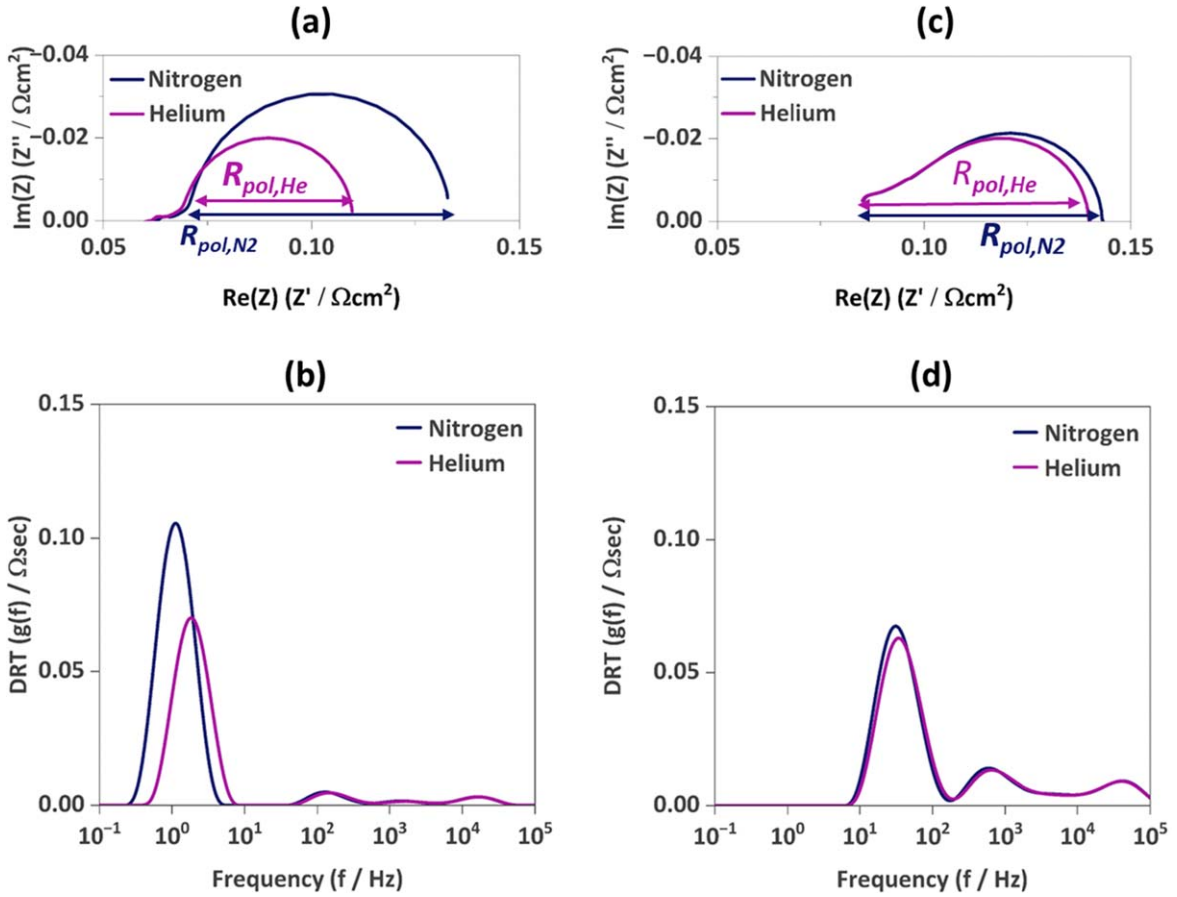 (a)
Im(Z) (Z" / Ωcm²)
−0.04
−0.02
0.00
Nitrogen
Helium
Rpol,He
Rpol,N2
0.05 0.10 0.15
Re(Z) (Z' / Ωcm²)
(c)
Im(Z) (Z" / Ωcm²)
−0.04
−0.02
0.00
Nitrogen
Helium
Rpol,He
Rpol,N2
0.05 0.10 0.15
Re(Z) (Z' / Ωcm²)
(b)
DRT (g(f) / Ωsec)
0.15
0.10
0.05
0.00
Nitrogen
Helium
10⁻¹ 10⁰ 10¹ 10² 10³ 10⁴ 10⁵
Frequency (f / Hz)
(d)
DRT (g(f) / Ωsec)
0.15
0.10
0.05
0.00
Nitrogen
Helium
10⁻¹ 10⁰ 10¹ 10² 10³ 10⁴ 10⁵
Frequency (f / Hz)